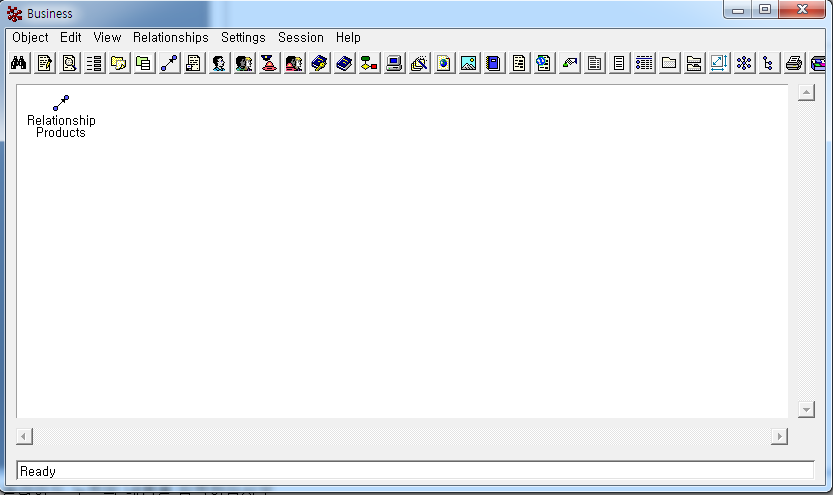 Business
Object Edit View Relationships Settings Session Help
Relationship
Products
Ready